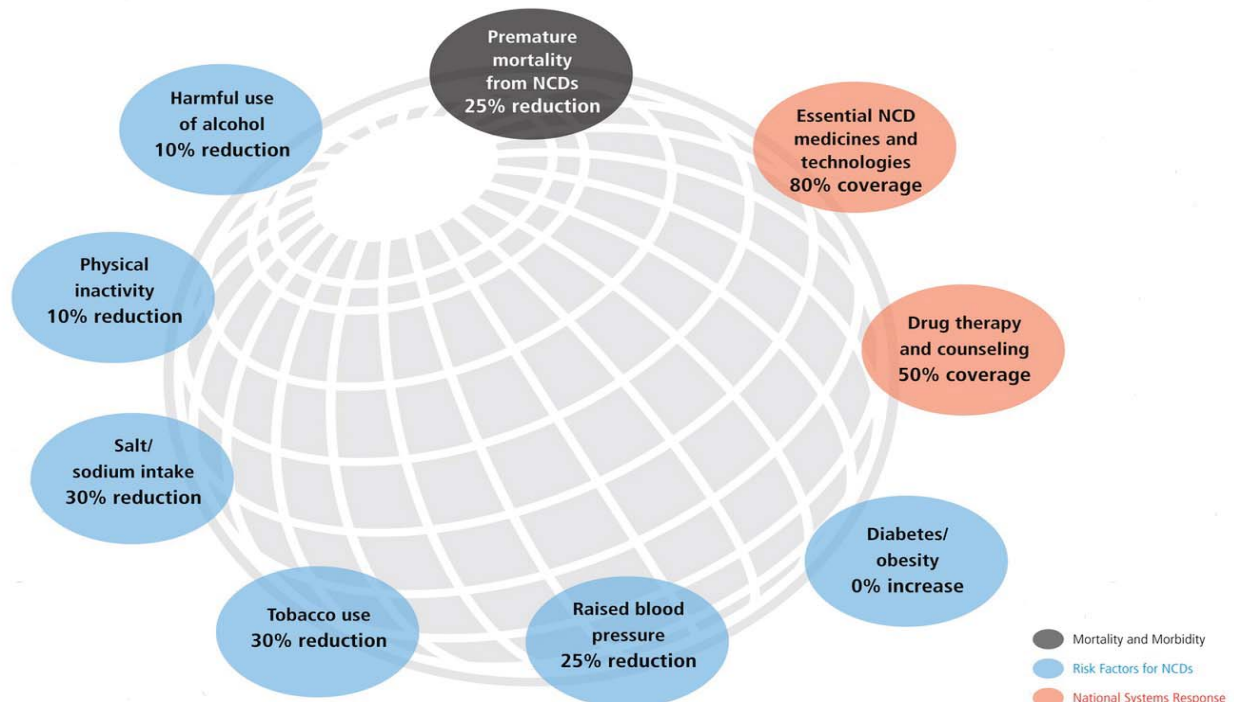 Premature
mortality
from NCDs
25% reduction
Harmful use
of alcohol
10% reduction
Essential NCD
medicines and
technologies
80% coverage
Physical
inactivity
10% reduction
Drug therapy
and counseling
50% coverage
Salt/
sodium intake
30% reduction
Diabetes/
obesity
0% increase
Tobacco use
30% reduction
Raised blood
pressure
25% reduction
Mortality and Morbidity
Risk Factors for NCDs
National Systems Response